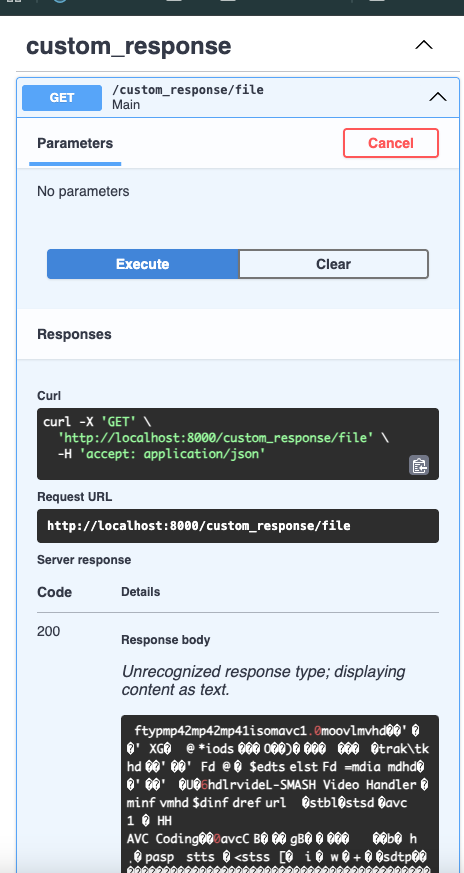 custom_response
GET
/custom_response/file
Main
Parameters
Cancel
No parameters
Execute
Clear
Responses
Curl
curl -X 'GET' \
'http://localhost:8000/custom_response/file' \
-H 'accept: application/json'
Request URL
http://localhost:8000/custom_response/file
Server response
Code
Details
200
Response body
Unrecognized response type; displaying
content as text.
ftypmp42mp42mp41isomavc1.0moovlmvhd��'�
�' XG� @ *iods ��� O��)���� ��� �trak\tk
hd ��'��' Fd @ � $edts elst Fd =mdia mdhd�
�'��' �U�6hdlrvideL-SMASH Video Handler �
minf vmhd $dinf dref url �stbl�stsd �avc
1 � HH
AVC Coding��0avcC B�� gB�� ��� ��b� h
pasp stts � <stss [� i � w � + � �sdtp��